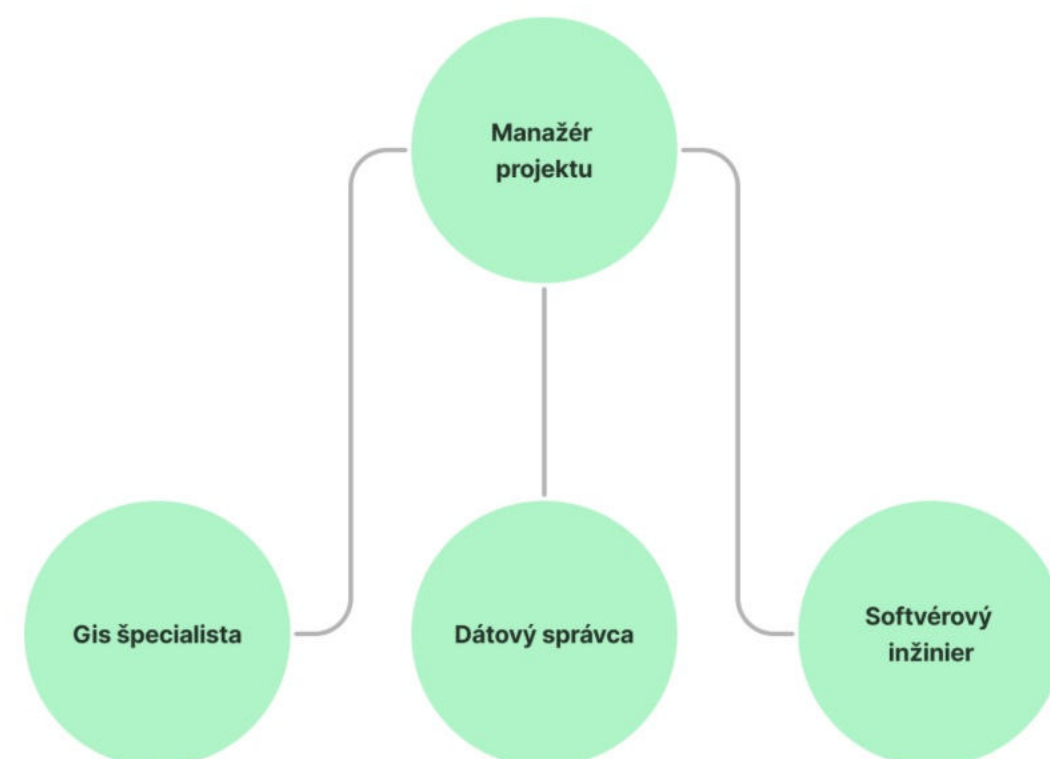 Manažér
projektu
Gis špecialista
Dátový správca
Softvérový
inžinier